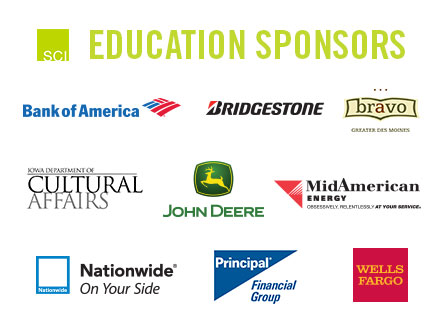 SCI EDUCATION SPONSORS
Bank of America
BRIDGESTONE
bravo
GREATER DES MOINES
IOWA DEPARTMENT OF
CULTURAL
AFFAIRS
JOHN DEERE
MidAmerican
ENERGY
OBSESSIVELY, RELENTLESSLY AT YOUR SERVICE.
Nationwide
Nationwide®
On Your Side
Principal®
Financial
Group
WELLS
FARGO